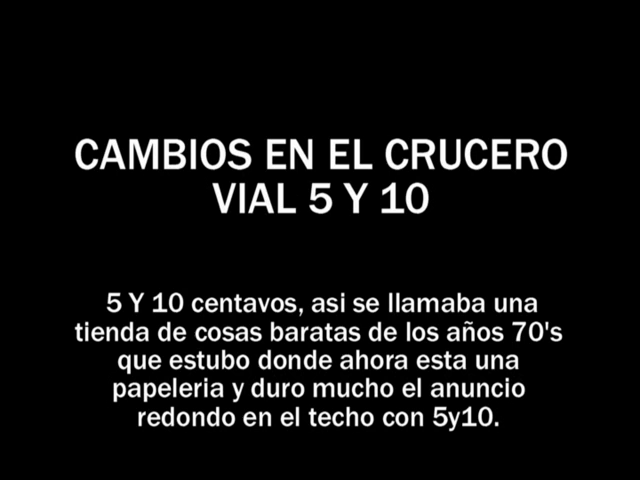 CAMBIOS EN EL CRUCERO
VIAL 5 Y 10
5 Y 10 centavos, asi se llamaba una
tienda de cosas baratas de los años 70's
que estubo donde ahora esta una
papeleria y duro mucho el anuncio
redondo en el techo con 5y10.